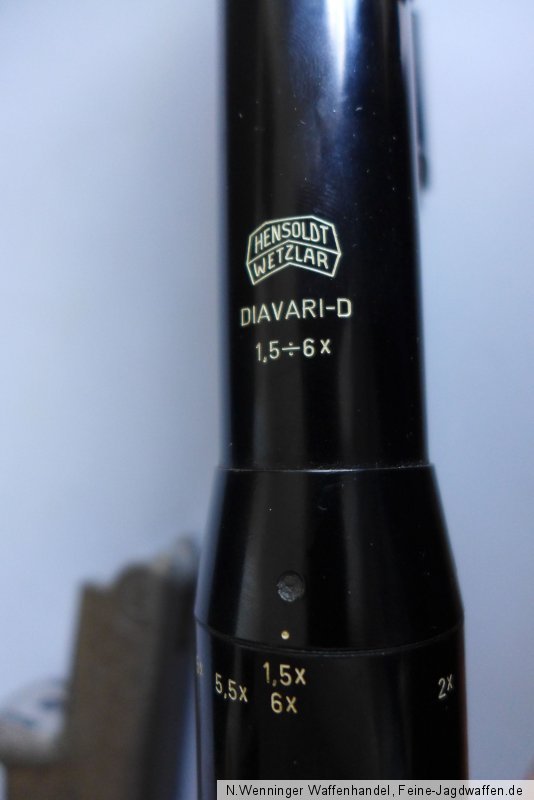 HENSOLDT
WETZLAR
DIAVARI-D
1,5÷6x
5,5x
1,5x
6x
2x
N.Wenninger Waffenhandel, Feine-Jagdwaffen.de